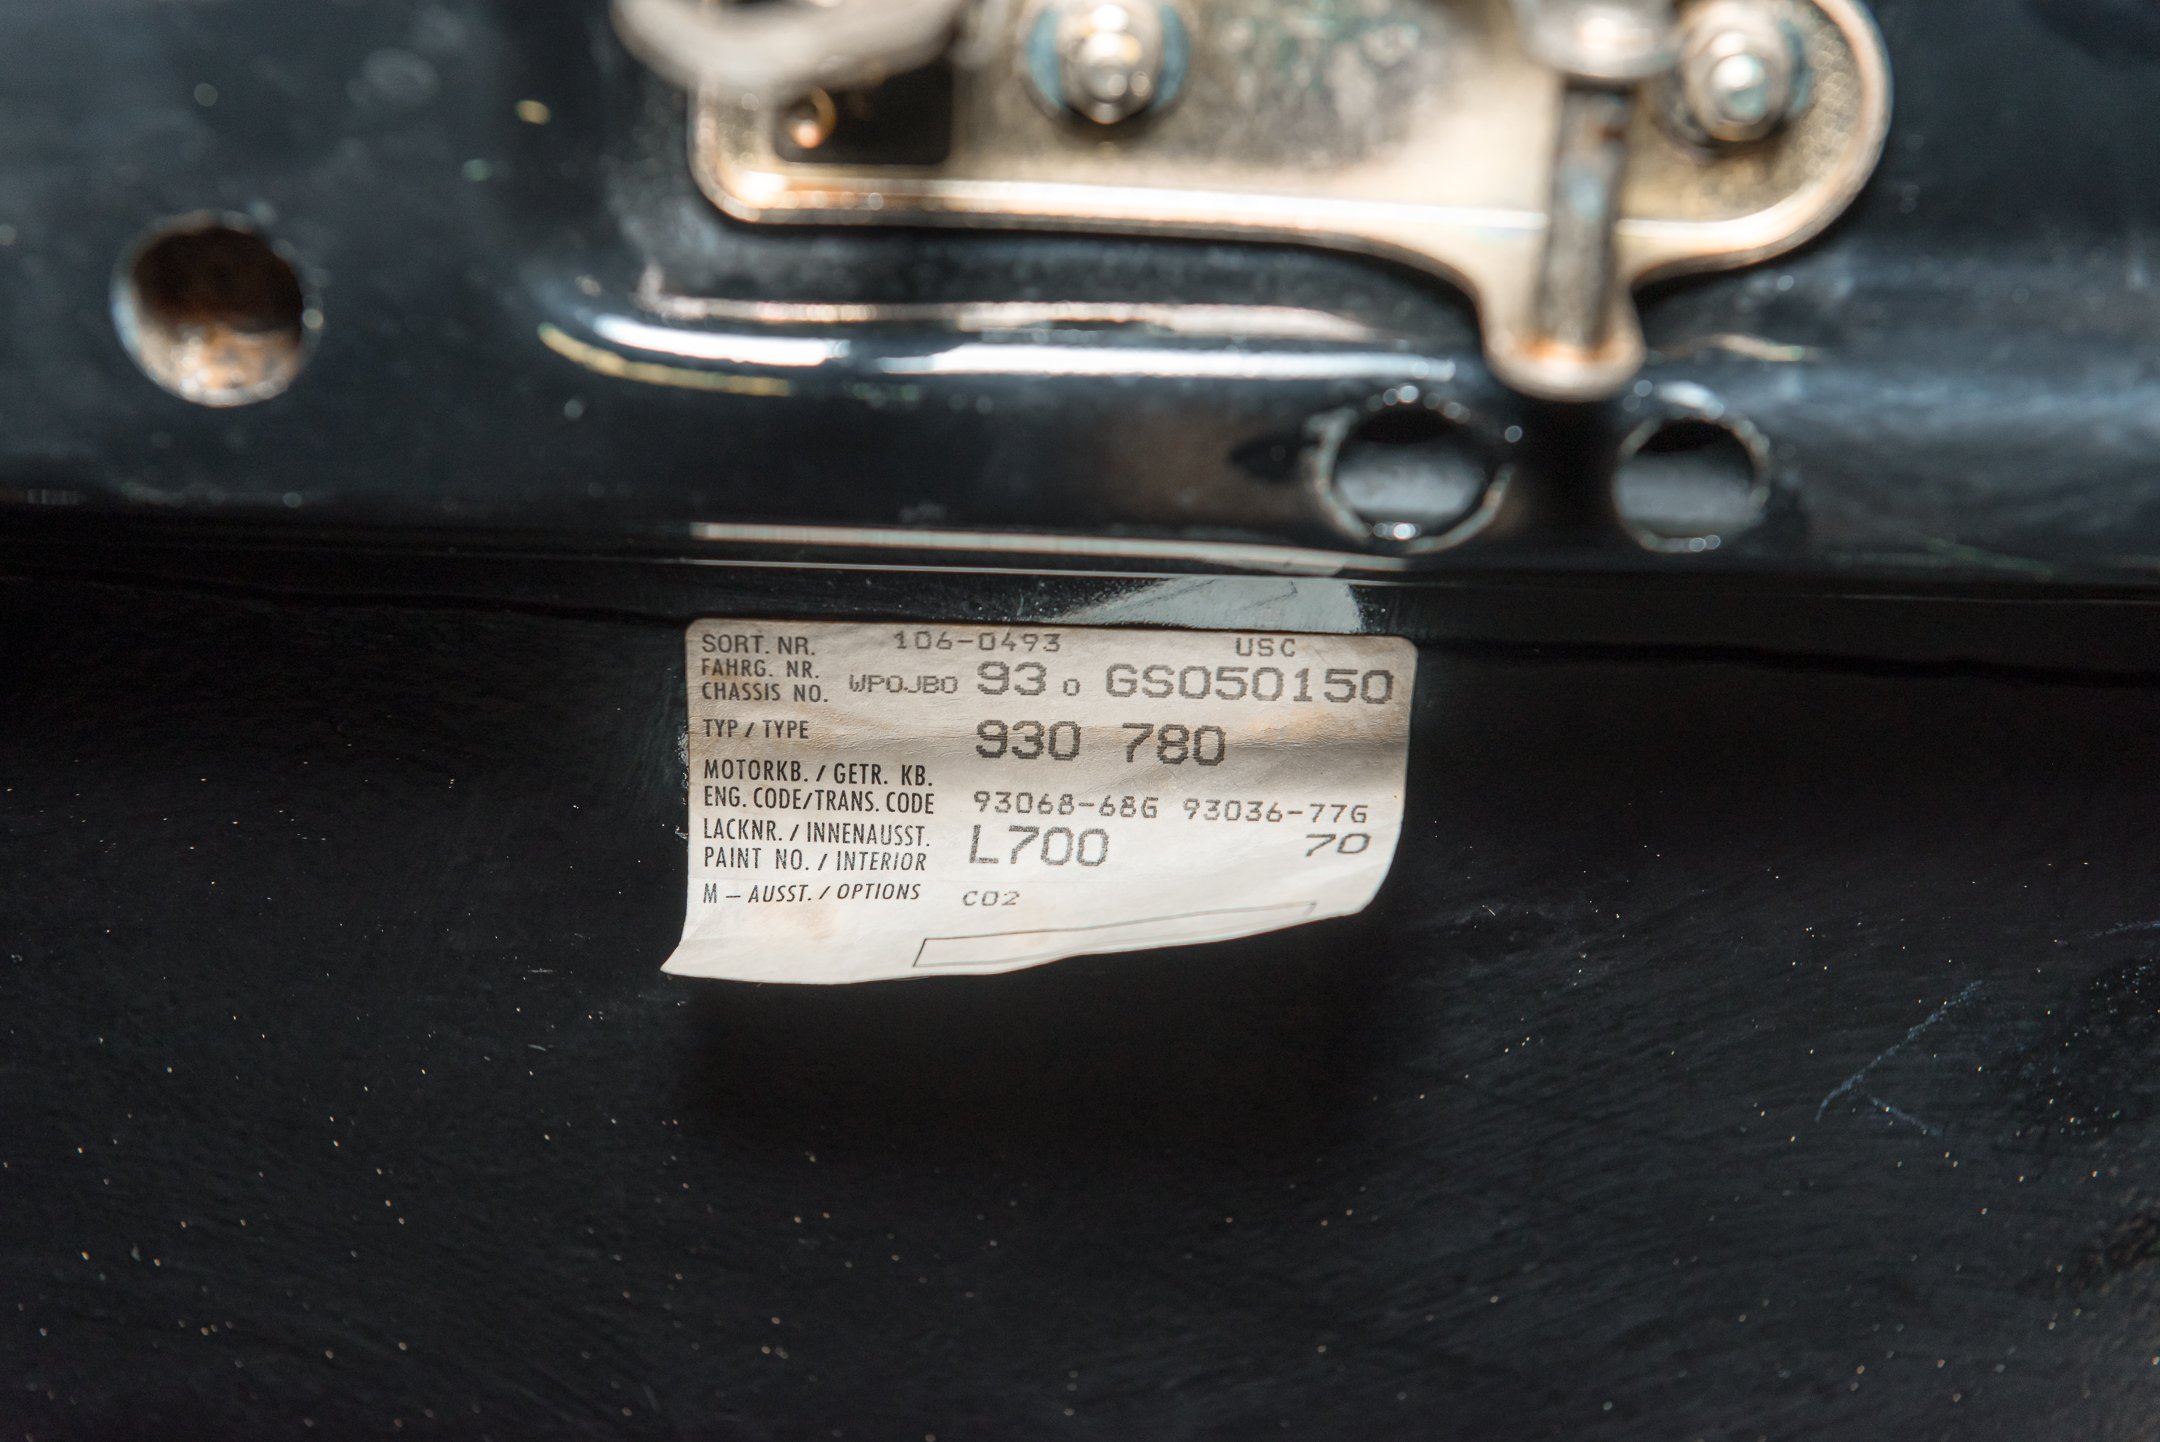 SORT. NR. 106-0493 USC
FAHRG. NR.
CHASSIS NO. WP0JB0 93 0 GS050150
TYP / TYPE 930 780
MOTORKB. / GETR. KB.
ENG. CODE/TRANS. CODE 93068-68G 93036-77G
LACKNR. / INNENAUSST.
PAINT NO. / INTERIOR L700 70
M – AUSST. / OPTIONS C02